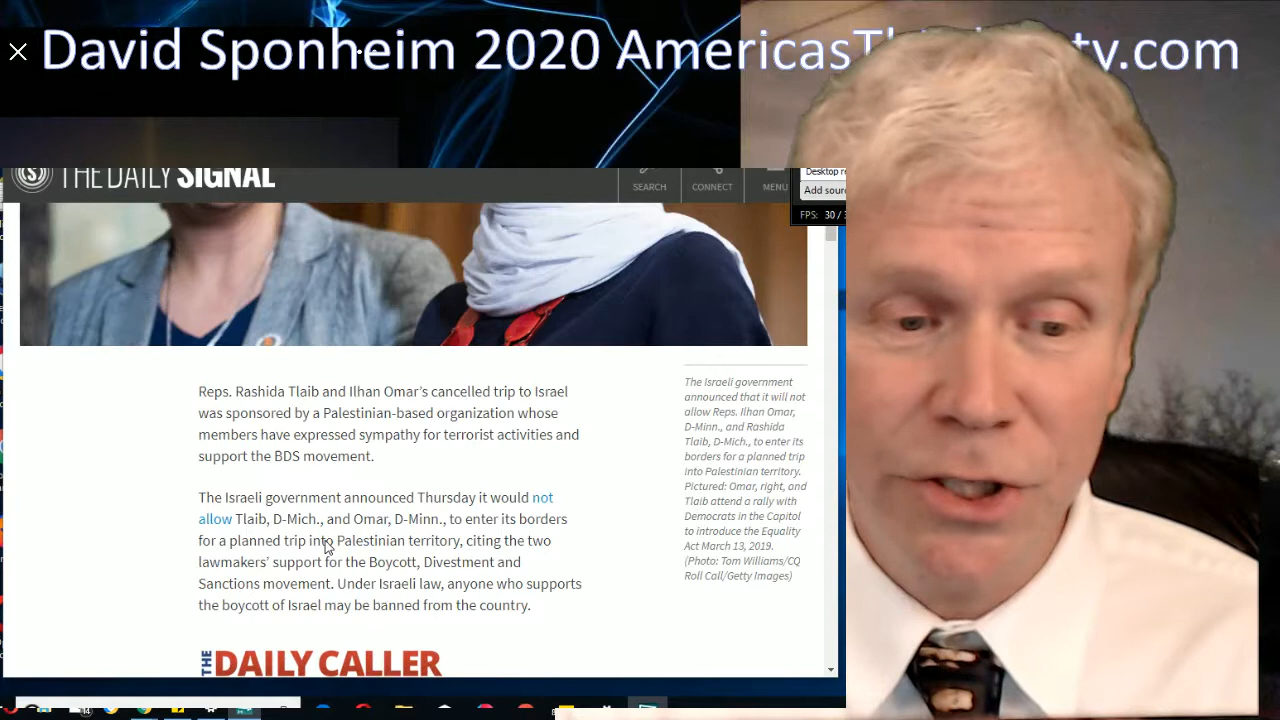 David Sponheim 2020 AmericasT ty.com
THE DAILY SIGNAL
SEARCH
CONNECT
MENU
Desktop re
Add sour
FPS: 30 /
Reps. Rashida Tlaib and Ilhan Omar’s cancelled trip to Israel
was sponsored by a Palestinian-based organization whose
members have expressed sympathy for terrorist activities and
support the BDS movement.
The Israeli government announced Thursday it would not
allow Tlaib, D-Mich., and Omar, D-Minn., to enter its borders
for a planned trip into Palestinian territory, citing the two
lawmakers’ support for the Boycott, Divestment and
Sanctions movement. Under Israeli law, anyone who supports
the boycott of Israel may be banned from the country.
THE DAILY CALLER
The Israeli government
announced that it will not
allow Reps. Ilhan Omar,
D-Minn., and Rashida
Tlaib, D-Mich., to enter its
borders for a planned trip
into Palestinian territory.
Pictured: Omar, right, and
Tlaib attend a rally with
Democrats in the Capitol
to introduce the Equality
Act March 13, 2019.
(Photo: Tom Williams/CQ
Roll Call/Getty Images)